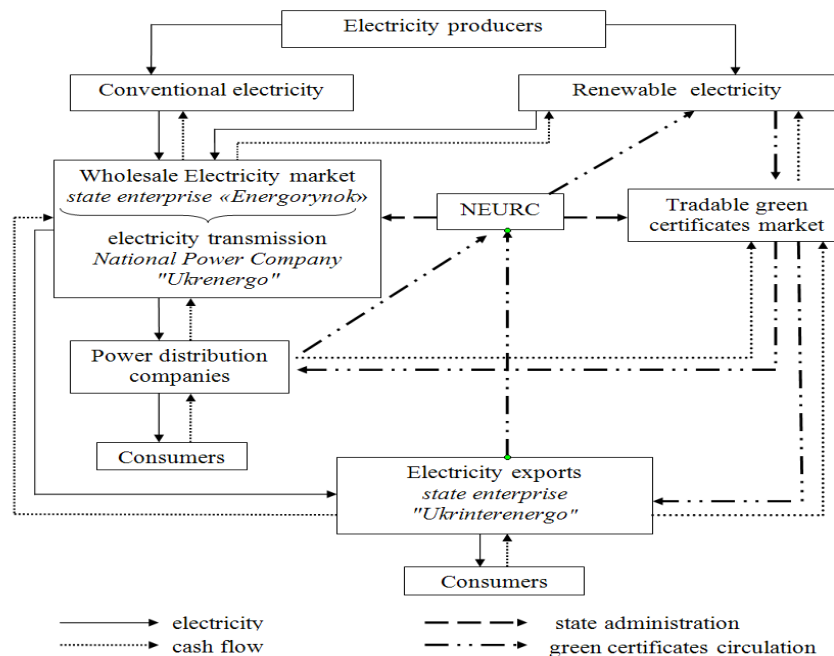 Electricity producers
Conventional electricity
Renewable electricity
Wholesale Electricity market
state enterprise «Energorynok»
electricity transmission
National Power Company
"Ukrenergo"
NEURC
Tradable green
certificates market
Power distribution
companies
Consumers
Electricity exports
state enterprise
"Ukrinterenergo"
Consumers
electricity
cash flow
state administration
green certificates circulation